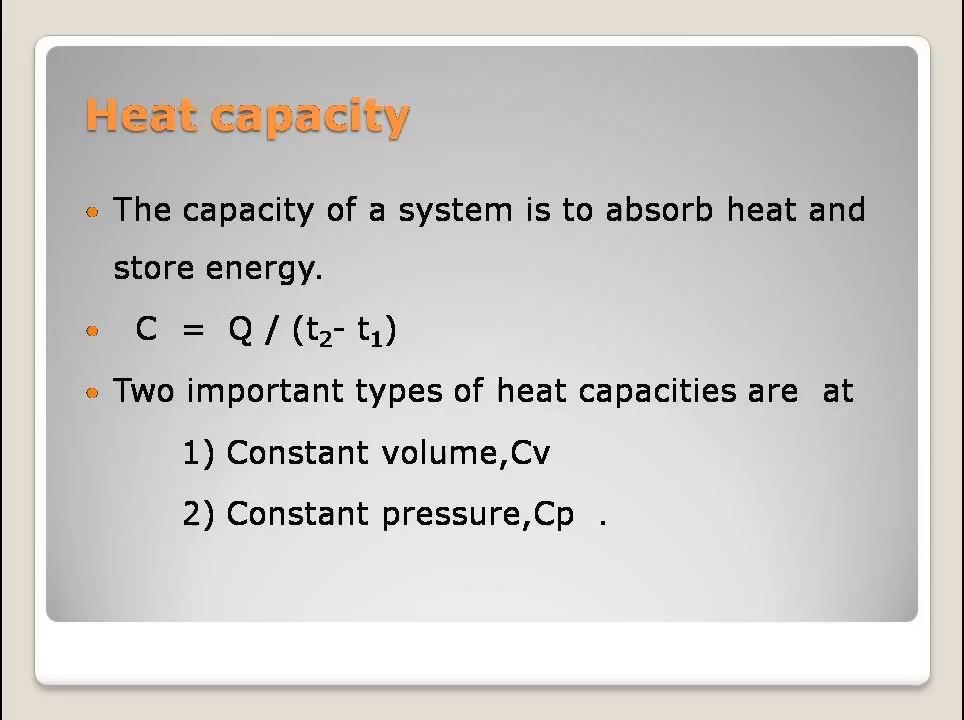 Heat capacity
• The capacity of a system is to absorb heat and
store energy.
• C = Q / (t₂- t₁)
• Two important types of heat capacities are at
1) Constant volume,Cv
2) Constant pressure,Cp .